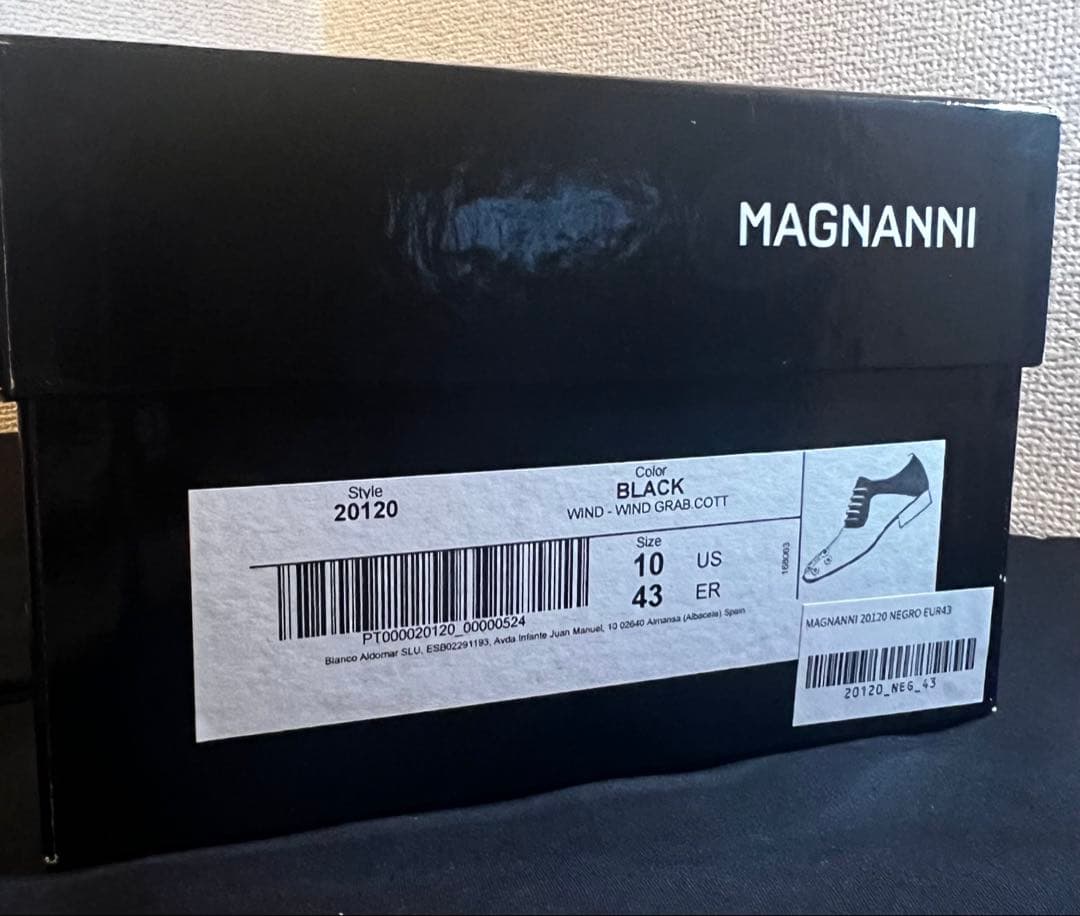 MAGNANNI
Style
20120
Color
BLACK
WIND - WIND GRAB.COTT
Size
10 US
43 ER
168063
PT000020120_00000524
Blanco Aldomar SLU, ESB02291193, Avda Infante Juan Manuel, 10 02640 Almansa (Albacete) Spain
MAGNANNI 20120 NEGRO EUR43
20120_NEG_43